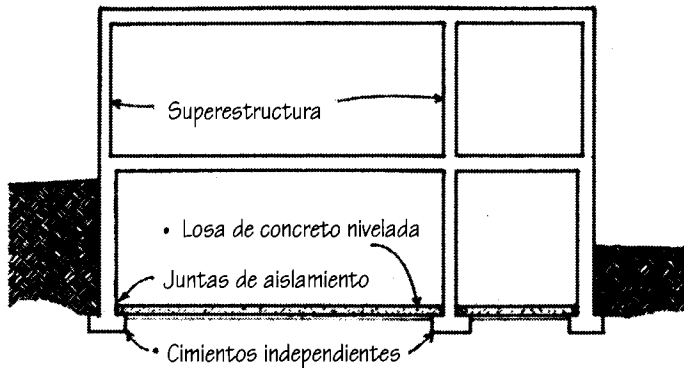 Superestructura
• Losa de concreto nivelada
Juntas de aislamiento
• Cimientos independientes